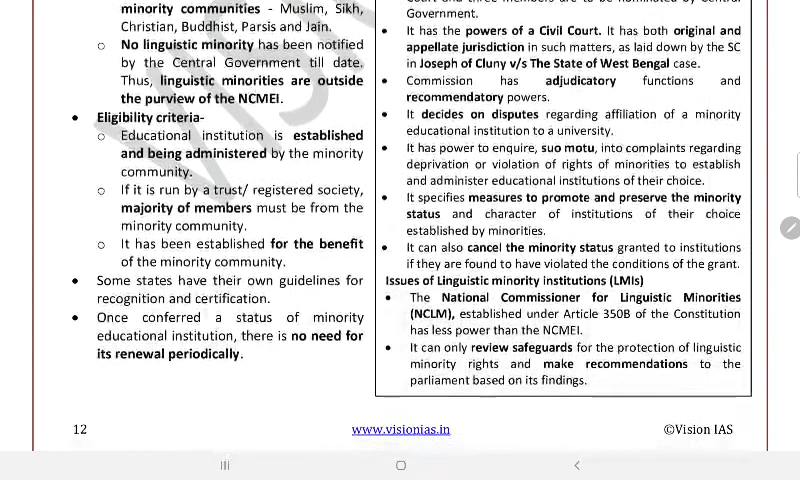 minority communities - Muslim, Sikh,
Christian, Buddhist, Parsis and Jain.
o No linguistic minority has been notified
by the Central Government till date.
Thus, linguistic minorities are outside
the purview of the NCMEI.
• Eligibility criteria-
o Educational institution is established
and being administered by the minority
community.
o If it is run by a trust/ registered society,
majority of members must be from the
minority community.
o It has been established for the benefit
of the minority community.
• Some states have their own guidelines for
recognition and certification.
• Once conferred a status of minority
educational institution, there is no need for
its renewal periodically.
Court and three members are to be nominated by Central
Government.
• It has the powers of a Civil Court. It has both original and
appellate jurisdiction in such matters, as laid down by the SC
in Joseph of Cluny v/s The State of West Bengal case.
• Commission has adjudicatory functions and
recommendatory powers.
• It decides on disputes regarding affiliation of a minority
educational institution to a university.
• It has power to enquire, suo motu, into complaints regarding
deprivation or violation of rights of minorities to establish
and administer educational institutions of their choice.
• It specifies measures to promote and preserve the minority
status and character of institutions of their choice
established by minorities.
• It can also cancel the minority status granted to institutions
if they are found to have violated the conditions of the grant.
Issues of Linguistic minority institutions (LMIs)
• The National Commissioner for Linguistic Minorities
(NCLM), established under Article 350B of the Constitution
has less power than the NCMEI.
• It can only review safeguards for the protection of linguistic
minority rights and make recommendations to the
parliament based on its findings.
12 www.visionias.in ©Vision IAS